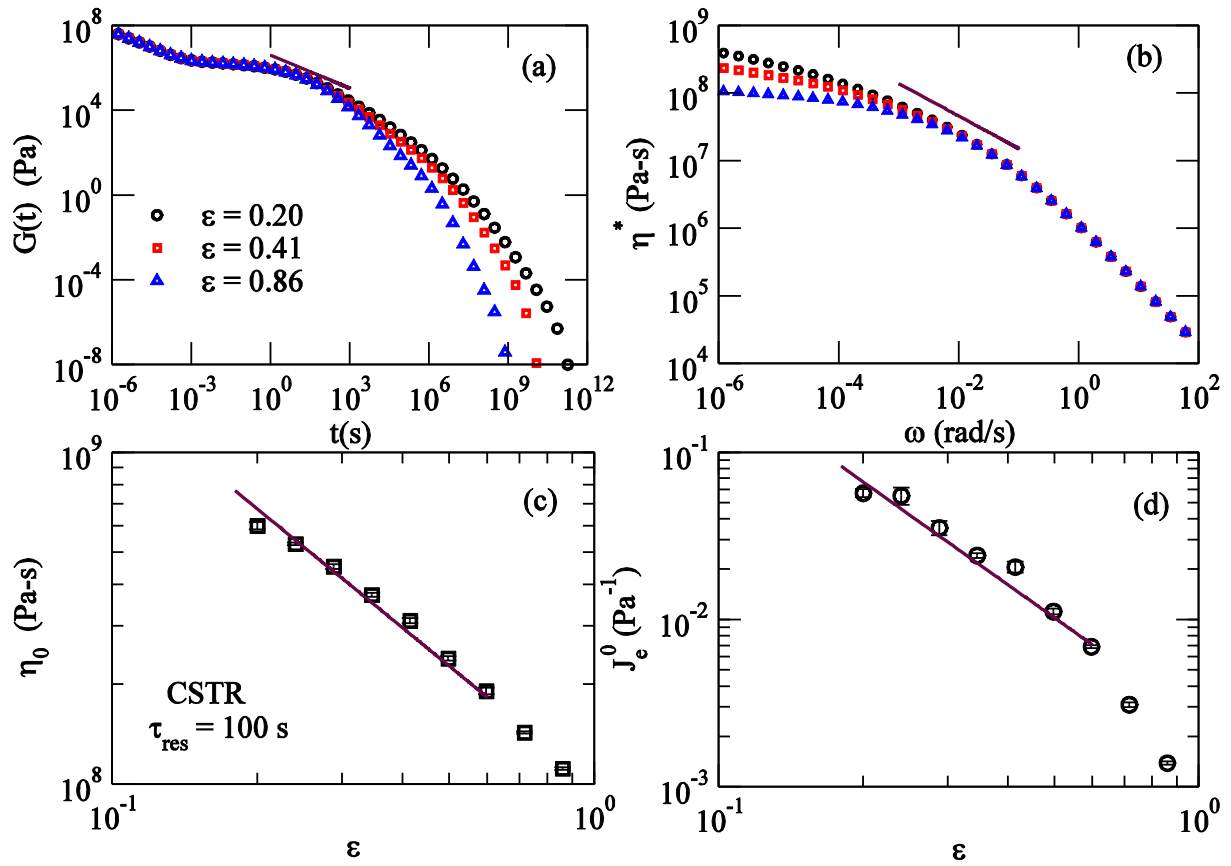 10^8
10^4
10^0
10^-4
10^-8
G(t) (Pa)
(a)
ε = 0.20
ε = 0.41
ε = 0.86
10^-6 10^-3 10^0 10^3 10^6 10^9 10^12
t(s)
10^9
10^8
10^7
10^6
10^5
10^4
η* (Pa-s)
(b)
10^-6 10^-4 10^-2 10^0 10^2
ω (rad/s)
10^9
10^8
η_0 (Pa-s)
(c)
CSTR
τ_res = 100 s
10^-1 10^0
ε
10^-1
10^-2
10^-3
J_e^0 (Pa^-1)
(d)
10^-1 10^0
ε